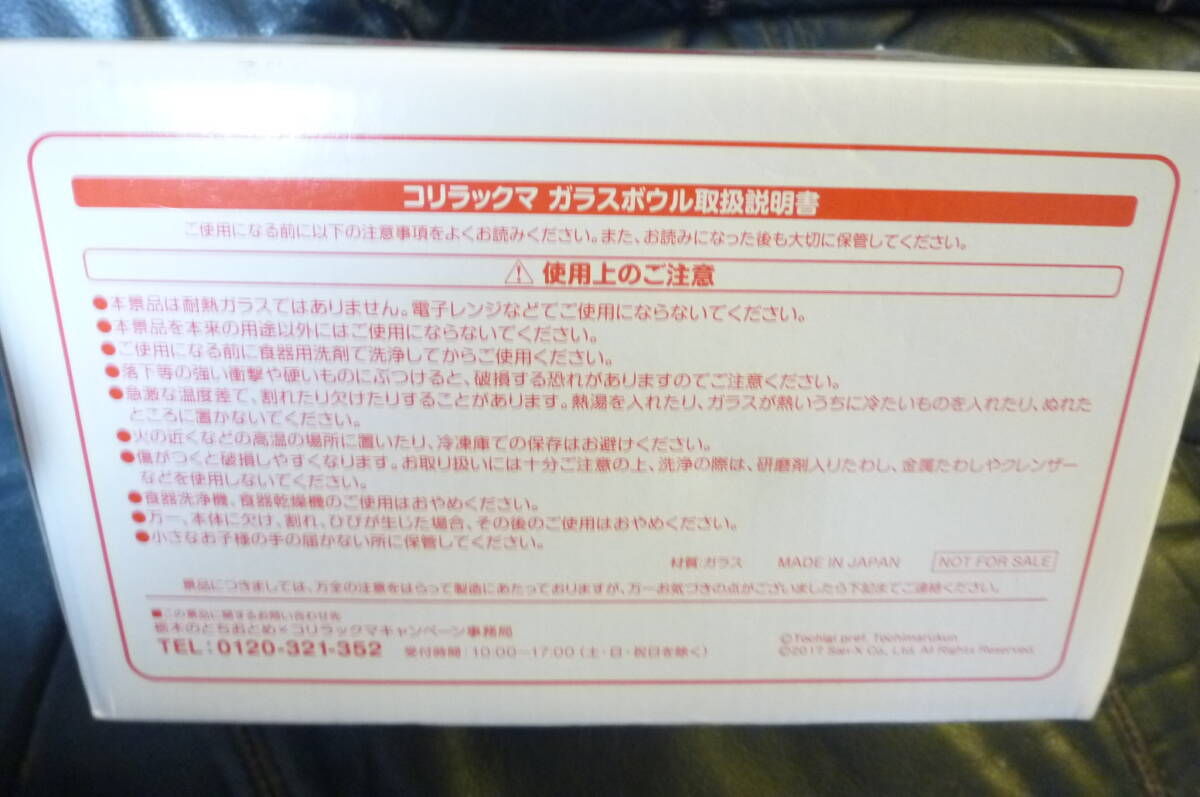 コリラックマ ガラスボウル取扱説明書
ご使用になる前に以下の注意事項をよくお読みください。また、お読みになった後も大切に保管してください。
⚠ 使用上のご注意
●本景品は耐熱ガラスではありません。電子レンジなどでご使用にならないでください。
●本景品を本来の用途以外にはご使用にならないでください。
●ご使用になる前に食器用洗剤で洗浄してからご使用ください。
●落下等の強い衝撃や硬いものにぶつけると、破損する恐れがありますのでご注意ください。
●急激な温度差で、割れたり欠けたりすることがあります。熱湯を入れたり、ガラスが熱いうちに冷たいものを入れたり、ぬれた
ところに置かないでください。
●火の近くなどの高温の場所に置いたり、冷凍庫での保存はお避けください。
●傷がつくと破損しやすくなります。お取り扱いには十分ご注意の上、洗浄の際は、研磨剤入りたわし、金属たわしやクレンザー
などを使用しないでください。
●食器洗浄機、食器乾燥機のご使用はおやめください。
●万一、本体に欠け、割れ、ひびが生じた場合、その後のご使用はおやめください。
●小さなお子様の手の届かない所に保管してください。
材質:ガラス MADE IN JAPAN NOT FOR SALE
景品につきましては、万全の注意をはらって製造にあたっておりますが、万一お気づきの点がございましたら下記までご連絡ください。
■この景品に関するお問い合わせ先
栃木のとちおとめ×コリラックマキャンペーン事務局
TEL:0120-321-352 受付時間:10:00~17:00(土・日・祝日を除く)
©Tochigi pref. Tochimarukun
©2017 San-X Co., Ltd. All Rights Reserved.